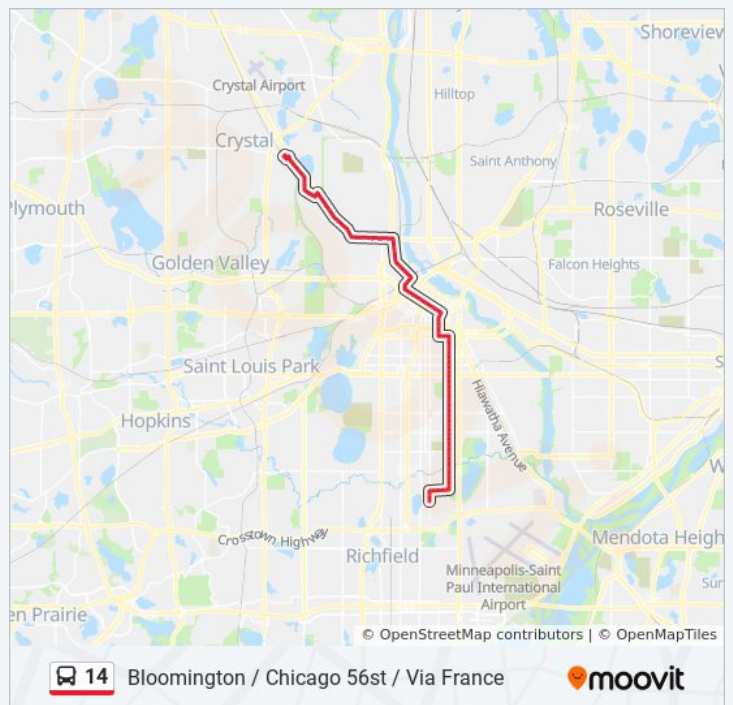 Shoreview
Crystal Airport
Hilltop
Crystal
Saint Anthony
Plymouth
Roseville
Golden Valley
Falcon Heights
Saint Louis Park
Hopkins
Hiawatha Avenue
Crosstown Highway
Mendota Heigh
Richfield
Minneapolis-Saint
Paul International
Airport
en Prairie
© OpenStreetMap contributors | © OpenMapTiles
14 Bloomington / Chicago 56st / Via France
moovit